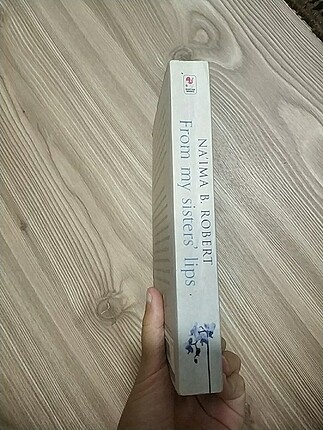 NA'IMA B. ROBERT
From my sisters' lips .